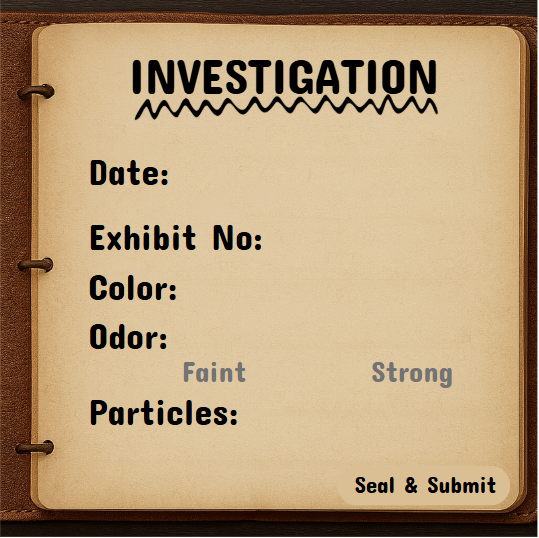 INVESTIGATION
Date:
Exhibit No:
Color:
Odor:
Faint Strong
Particles:
Seal & Submit